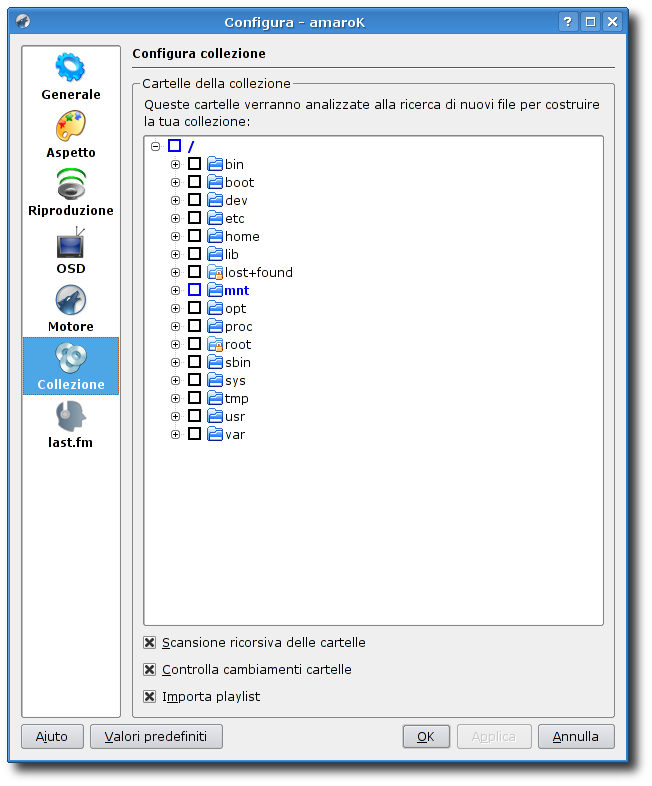 Configura - amaroK
Generale
Aspetto
Riproduzione
OSD
Motore
Collezione
last.fm
Configura collezione
Cartelle della collezione
Queste cartelle verranno analizzate alla ricerca di nuovi file per costruire
la tua collezione:
/
bin
boot
dev
etc
home
lib
lost+found
mnt
opt
proc
root
sbin
sys
tmp
usr
var
Scansione ricorsiva delle cartelle
Controlla cambiamenti cartelle
Importa playlist
Aiuto
Valori predefiniti
OK
Applica
Annulla